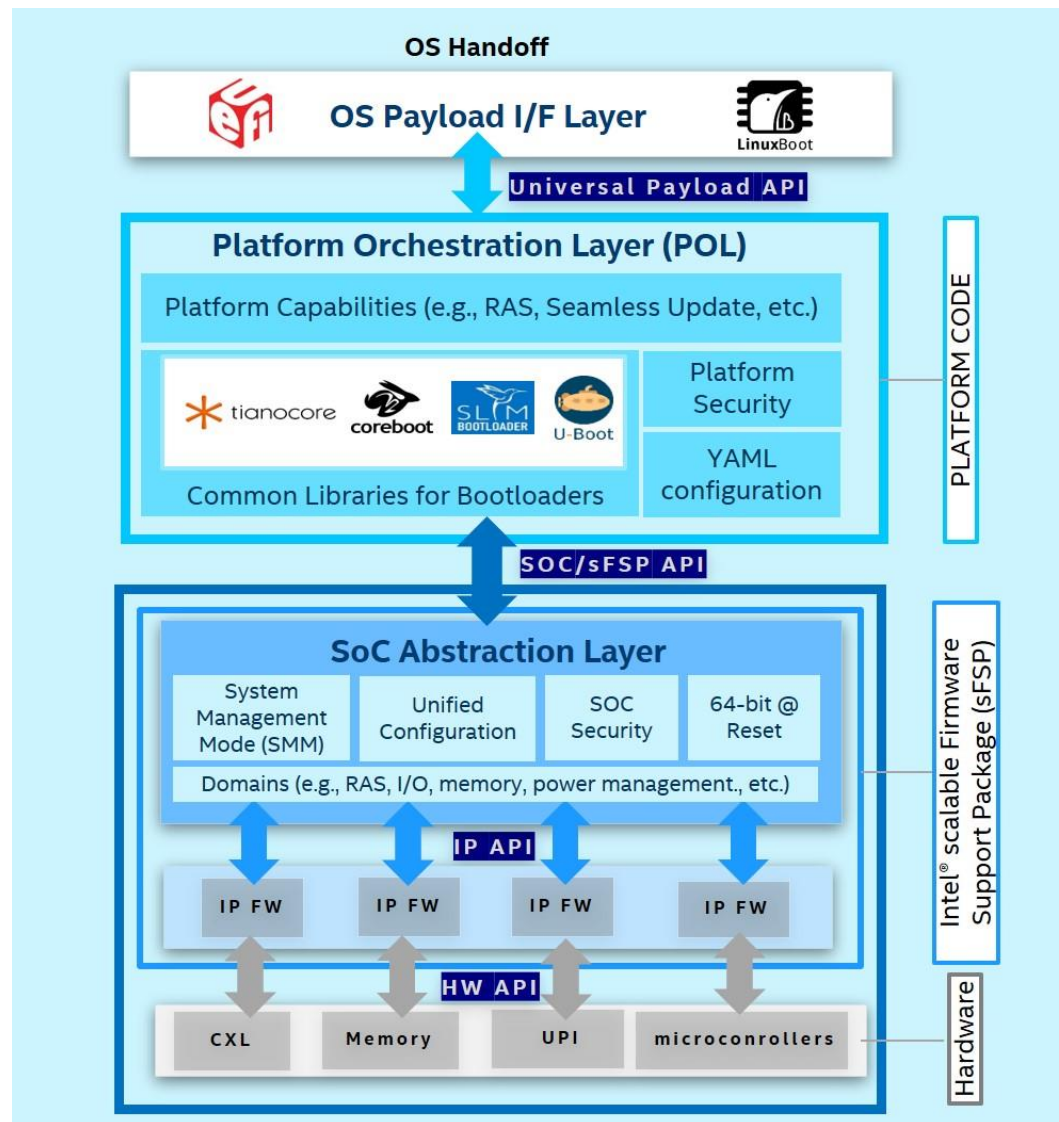 OS Handoff
UEFI
OS Payload I/F Layer
LinuxBoot
Universal Payload API
Platform Orchestration Layer (POL)
Platform Capabilities (e.g., RAS, Seamless Update, etc.)
tianocore
coreboot
SLIM
BOOTLOADER
U-Boot
Common Libraries for Bootloaders
Platform
Security
YAML
configuration
PLATFORM CODE
SOC/sFSP API
SoC Abstraction Layer
System
Management
Mode (SMM)
Unified
Configuration
SOC
Security
64-bit @
Reset
Domains (e.g., RAS, I/O, memory, power management., etc.)
IP API
IP FW
IP FW
IP FW
IP FW
Intel® scalable Firmware
Support Package (sFSP)
HW API
CXL
Memory
UPI
microconrollers
Hardware